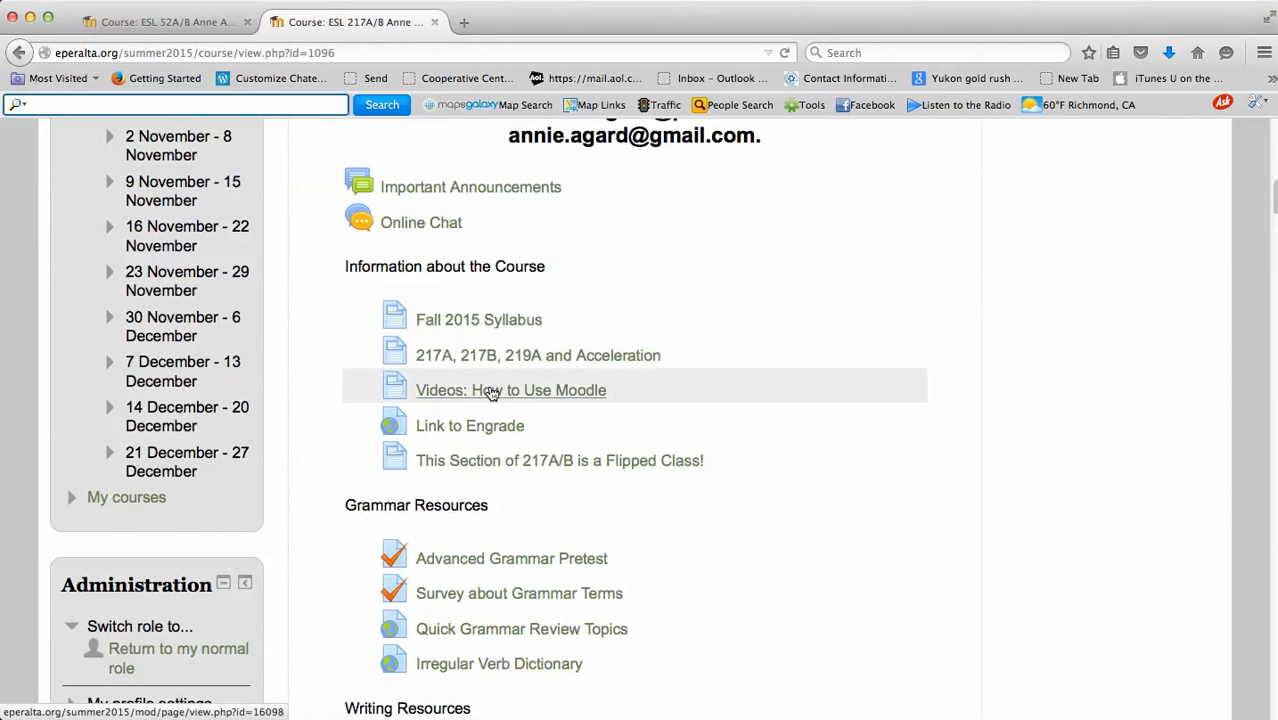 Course: ESL 52A/B Anne A...
Course: ESL 217A/B Anne ...
eperalta.org/summer2015/course/view.php?id=1096
Search
Most Visited
Getting Started
Customize Chate...
Send
Cooperative Cent...
Aol.
https://mail.aol.c...
Inbox – Outlook ...
Contact Informati...
Yukon gold rush ...
New Tab
iTunes U on the ...
Search
mapsgalaxy
Map Search
Map Links
Traffic
People Search
Tools
Facebook
Listen to the Radio
60°F Richmond, CA
Ask
annie.agard@gmail.com.
2 November - 8
November
9 November - 15
November
16 November - 22
November
23 November - 29
November
30 November - 6
December
7 December - 13
December
14 December - 20
December
21 December - 27
December
My courses
Administration
Switch role to...
Return to my normal
role
My profile settings
Important Announcements
Online Chat
Information about the Course
Fall 2015 Syllabus
217A, 217B, 219A and Acceleration
Videos: How to Use Moodle
Link to Engrade
This Section of 217A/B is a Flipped Class!
Grammar Resources
Advanced Grammar Pretest
Survey about Grammar Terms
Quick Grammar Review Topics
Irregular Verb Dictionary
Writing Resources
eperalta.org/summer2015/mod/page/view.php?id=16098